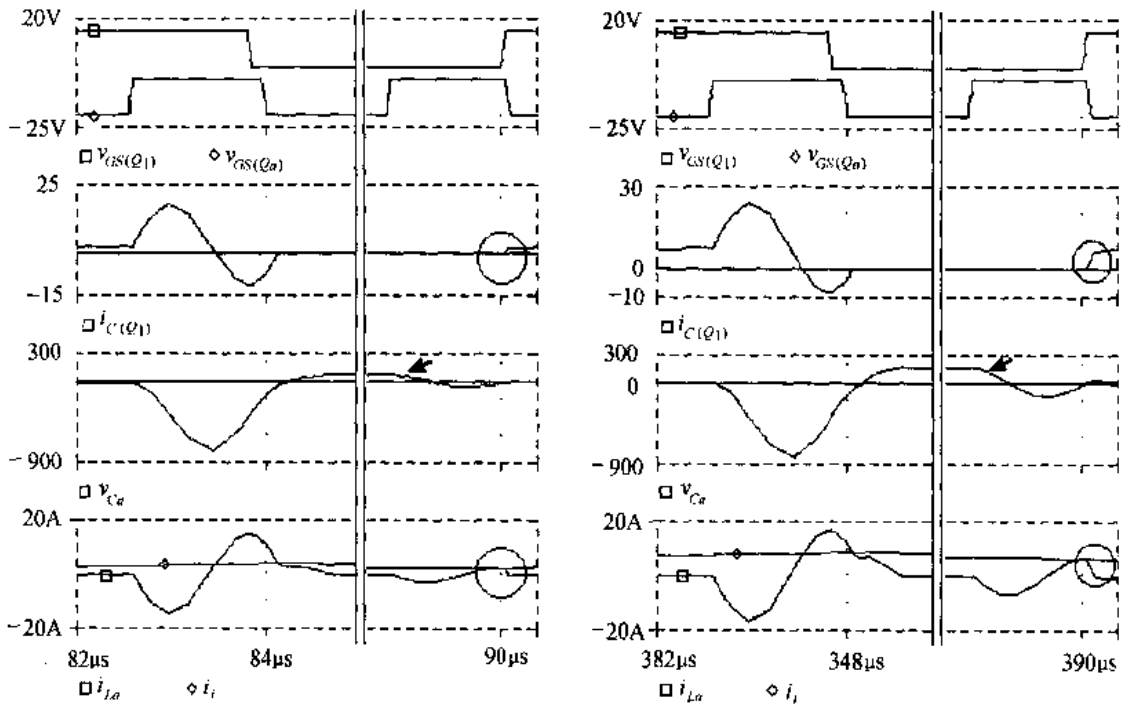 20V
-25V
v_GS(Q1) v_GS(Qa)
25
-15
i_C(Q1)
300
-900
v_Ca
20A
-20A
82μs 84μs 90μs
i_La i_i
20V
-25V
v_GS(Q1) v_GS(Qa)
30
0
-10
i_C(Q1)
300
0
-900
v_Ca
20A
-20A
382μs 348μs 390μs
i_La i_i